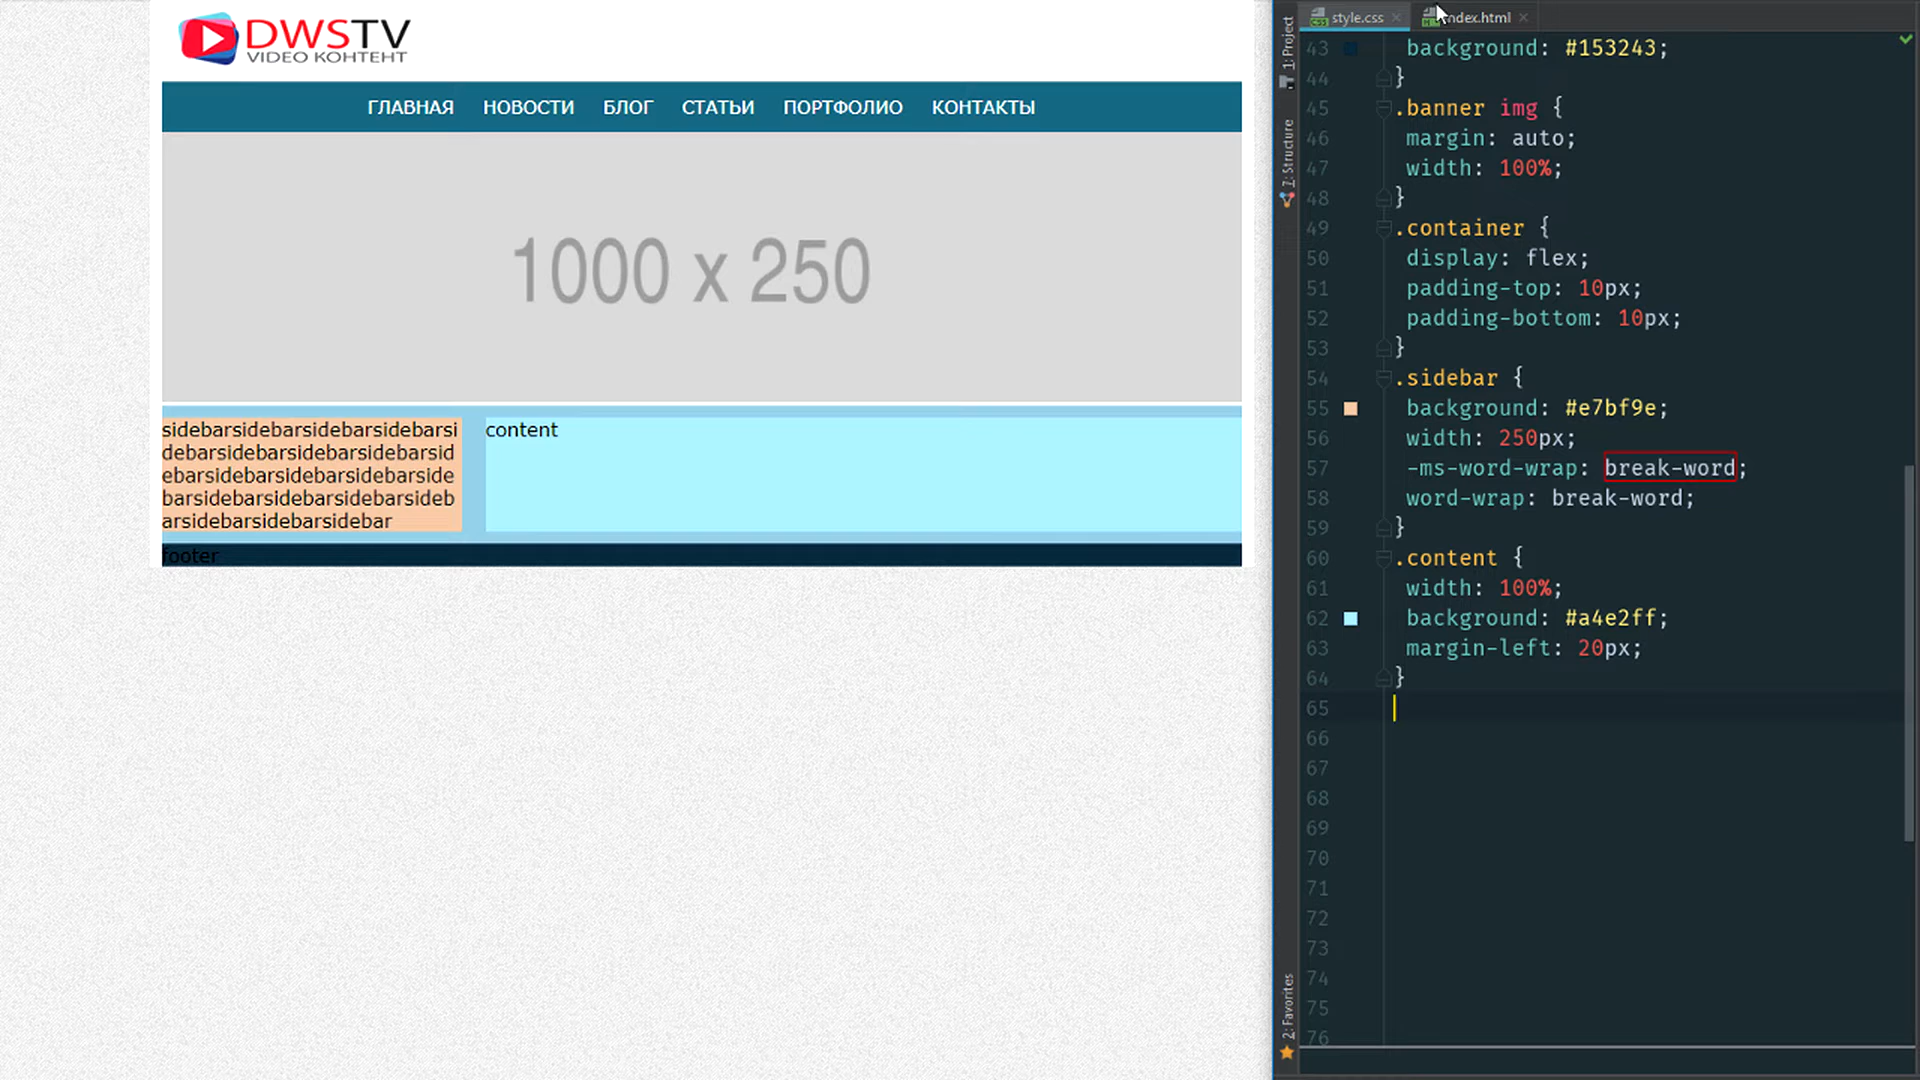 DWSTV
VIDEO КОНТЕНТ
ГЛАВНАЯ НОВОСТИ БЛОГ СТАТЬИ ПОРТФОЛИО КОНТАКТЫ
1000 x 250
sidebarsidebarsidebarsidebarsi
debarsidebarsidebarsidebarsid
ebarsidebarsidebarsidebarside
barsidebarsidebarsidebarsideb
arsidebarsidebarsidebar
content
footer
1: Project
7: Structure
2: Favorites
style.css index.html
43 background: #153243;
44 }
45 .banner img {
46 margin: auto;
47 width: 100%;
48 }
49 .container {
50 display: flex;
51 padding-top: 10px;
52 padding-bottom: 10px;
53 }
54 .sidebar {
55 background: #e7bf9e;
56 width: 250px;
57 -ms-word-wrap: break-word;
58 word-wrap: break-word;
59 }
60 .content {
61 width: 100%;
62 background: #a4e2ff;
63 margin-left: 20px;
64 }
65
66
67
68
69
70
71
72
73
74
75
76